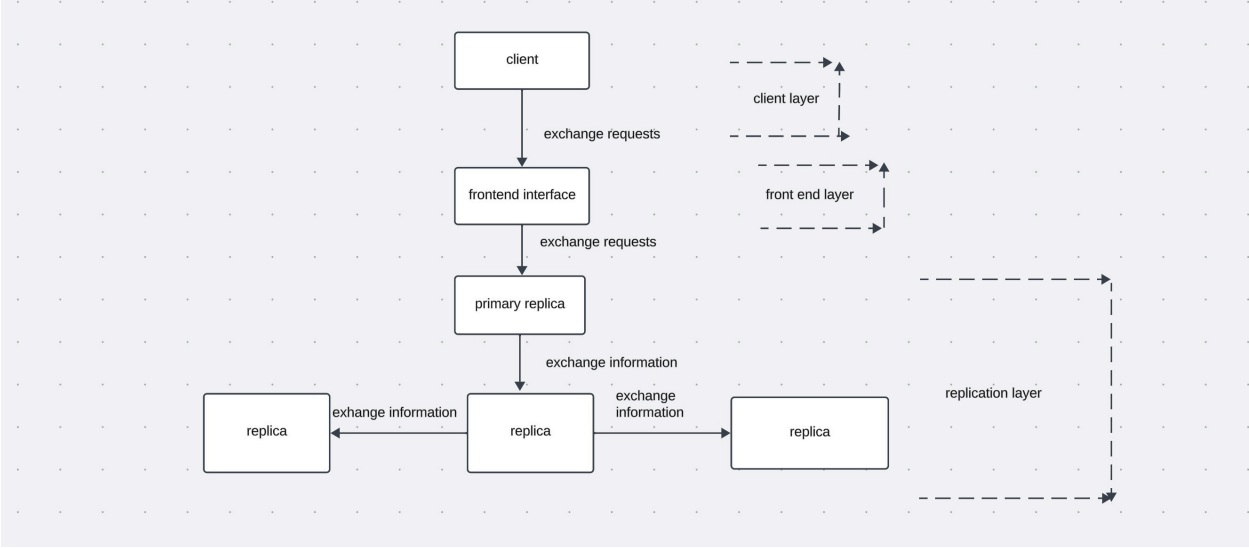 client
client layer
exchange requests
frontend interface
front end layer
exchange requests
primary replica
exchange information
replication layer
exhange information
exchange
information
replica
replica
replica